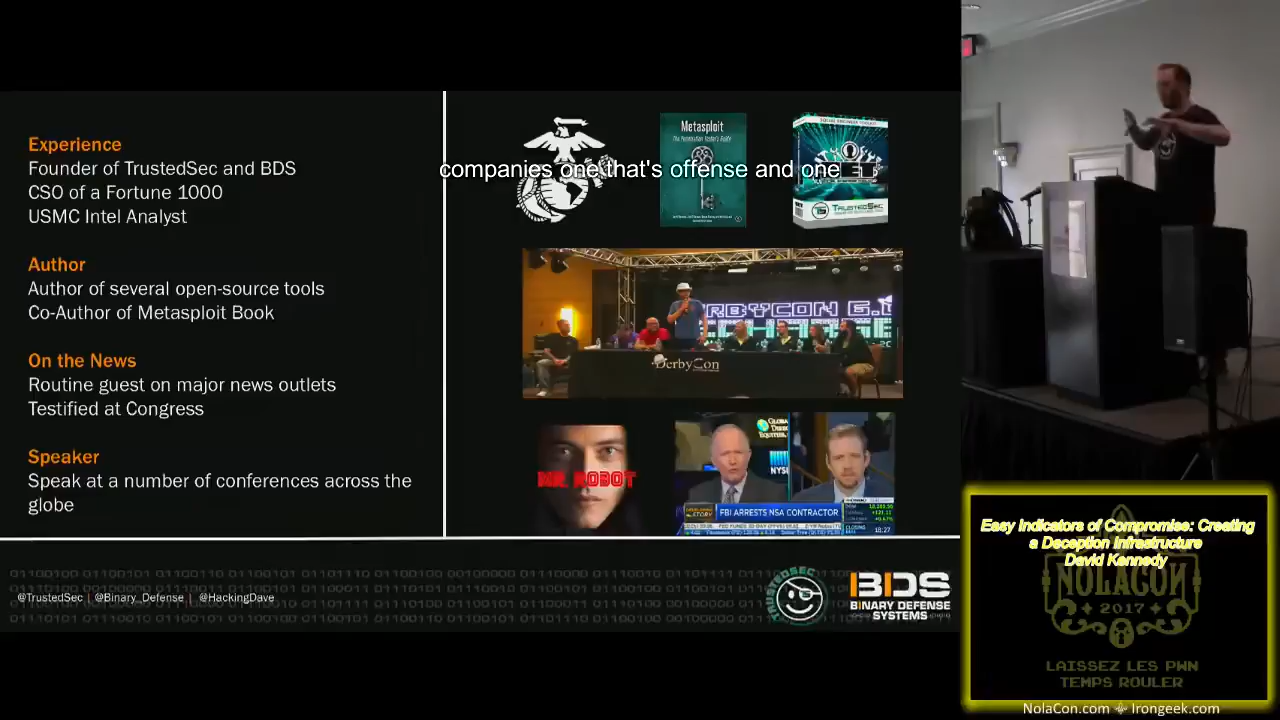 Experience
Founder of TrustedSec and BDS
CSO of a Fortune 1000
USMC Intel Analyst
Author
Author of several open-source tools
Co-Author of Metasploit Book
On the News
Routine guest on major news outlets
Testified at Congress
Speaker
Speak at a number of conferences across the
globe
Metasploit
companies one that's offense and one
TRUSTEDSEC
DerbyCon
MR. ROBOT
NYS
FBI ARRESTS NSA CONTRACTOR
@TrustedSec | @Binary_Defense | @HackingDave
TRUSTEDSEC
BDS
BINARY DEFENSE
SYSTEMS
Easy Indicators of Compromise: Creating
a Deception Infrastructure
David Kennedy
NOLACON
2017
LAISSEZ LES PWN
TEMPS ROULER
NolaCon.com Irongeek.com